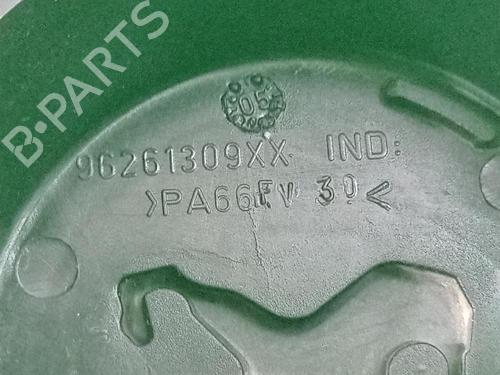 B·PARTS
05
96261309XX IND:
>PA66FV 30<